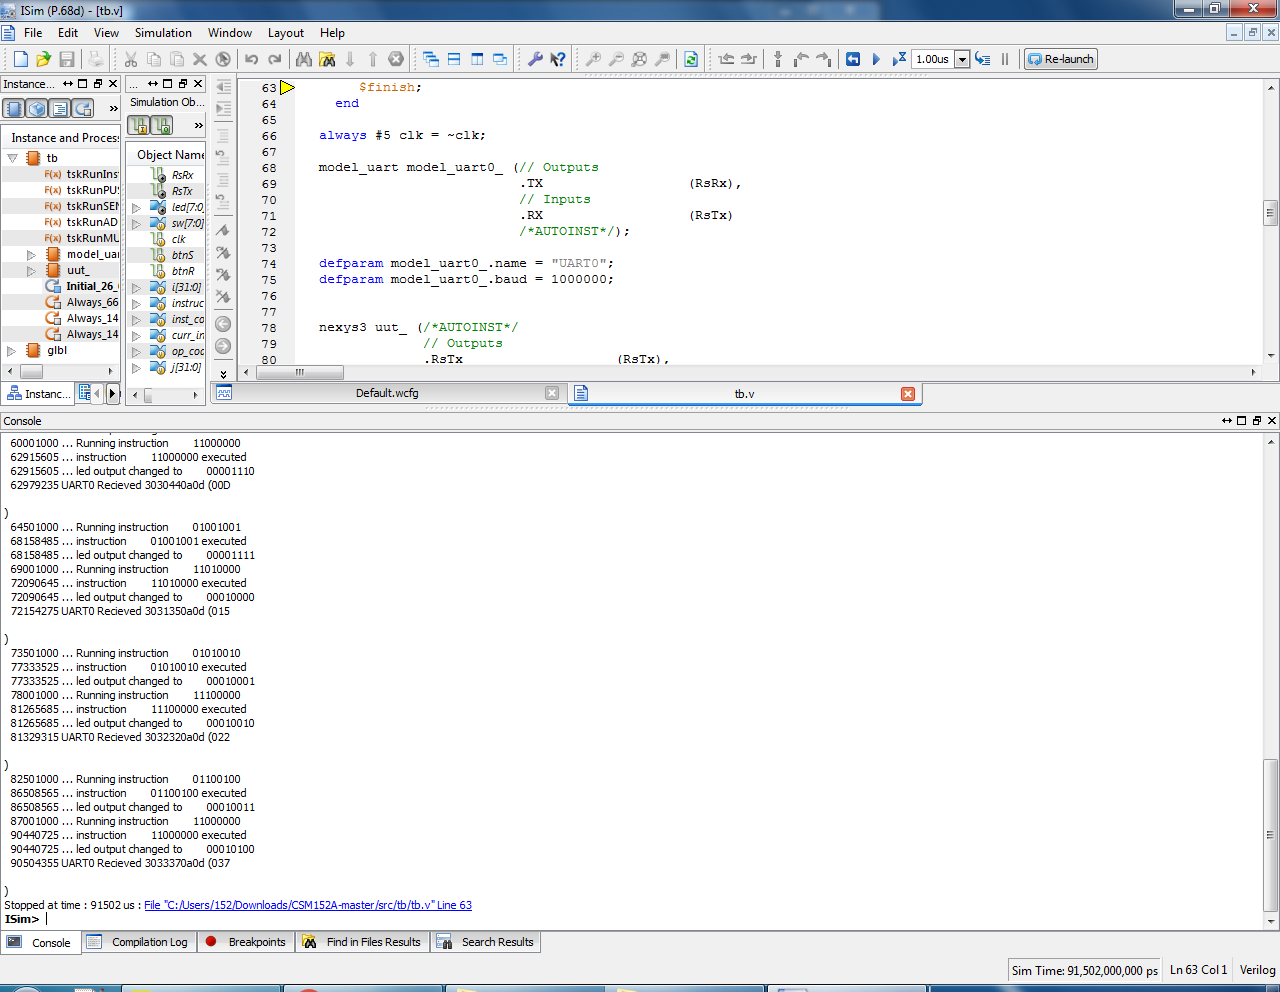 ISim (P.68d) - [tb.v]
File Edit View Simulation Window Layout Help
1.00us Re-launch
Instance...
...
Simulation Ob
Instance and Proces
tb
F(x) tskRunIns
F(x) tskRunPUS
F(x) tskRunSEN
F(x) tskRunAD
F(x) tskRunMU
model_uar
uut_
Initial_26_
Always_66
Always_14
Always_14
glbl
Instanc...
Object Name
RsRx
RsTx
led[7:0]
sw[7:0]
clk
btnS
btnR
i[31:0]
instruc
inst_co
curr_in
op_cod
j[31:0]
63 $finish;
64 end
65
66 always #5 clk = ~clk;
67
68 model_uart model_uart0_ (// Outputs
69 .TX (RsRx),
70 // Inputs
71 .RX (RsTx)
72 /*AUTOINST*/);
73
74 defparam model_uart0_.name = "UART0";
75 defparam model_uart0_.baud = 1000000;
76
77
78 nexys3 uut_ (/*AUTOINST*/
79 // Outputs
80 .RsTx (RsTx),
Default.wcfg tb.v
Console
60001000 ... Running instruction 11000000
62915605 ... instruction 11000000 executed
62915605 ... led output changed to 00001110
62979235 UART0 Recieved 3030440a0d (00D
)
64501000 ... Running instruction 01001001
68158485 ... instruction 01001001 executed
68158485 ... led output changed to 00001111
69001000 ... Running instruction 11010000
72090645 ... instruction 11010000 executed
72090645 ... led output changed to 00010000
72154275 UART0 Recieved 3031350a0d (015
)
73501000 ... Running instruction 01010010
77333525 ... instruction 01010010 executed
77333525 ... led output changed to 00010001
78001000 ... Running instruction 11100000
81265685 ... instruction 11100000 executed
81265685 ... led output changed to 00010010
81329315 UART0 Recieved 3032320a0d (022
)
82501000 ... Running instruction 01100100
86508565 ... instruction 01100100 executed
86508565 ... led output changed to 00010011
87001000 ... Running instruction 11000000
90440725 ... instruction 11000000 executed
90440725 ... led output changed to 00010100
90504355 UART0 Recieved 3033370a0d (037
)
Stopped at time : 91502 us : File "C:/Users/152/Downloads/CSM152A-master/src/tb/tb.v" Line 63
ISim>
Console Compilation Log Breakpoints Find in Files Results Search Results
Sim Time: 91,502,000,000 ps Ln 63 Col 1 Verilog